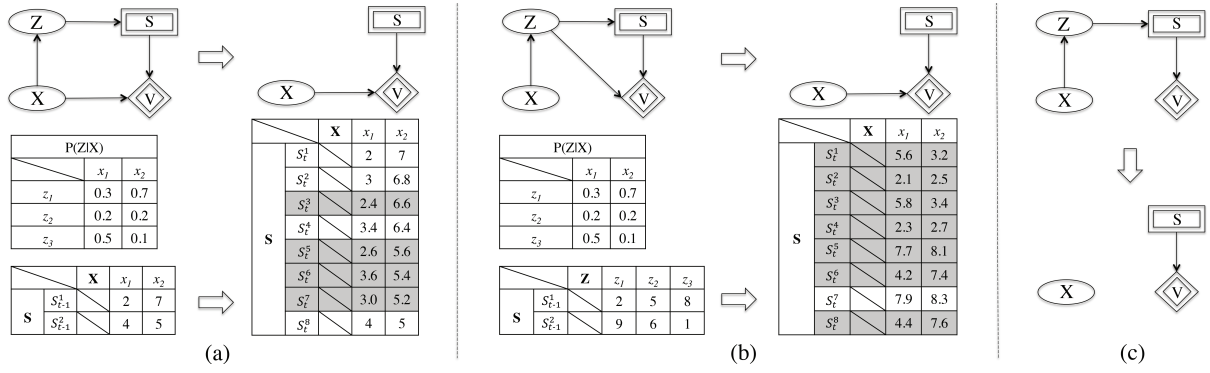 Z S
X V
S
X V
P(Z|X)
x1 x2
z1 0.3 0.7
z2 0.2 0.2
z3 0.5 0.1
X x1 x2
S
S¹t-1 2 7
S²t-1 4 5
X x1 x2
S
S¹t 2 7
S²t 3 6.8
S³t 2.4 6.6
S⁴t 3.4 6.4
S⁵t 2.6 5.6
S⁶t 3.6 5.4
S⁷t 3.0 5.2
S⁸t 4 5
(a)
Z S
X V
S
X V
P(Z|X)
x1 x2
z1 0.3 0.7
z2 0.2 0.2
z3 0.5 0.1
Z z1 z2 z3
S
S¹t-1 2 5 8
S²t-1 9 6 1
X x1 x2
S
S¹t 5.6 3.2
S²t 2.1 2.5
S³t 5.8 3.4
S⁴t 2.3 2.7
S⁵t 7.7 8.1
S⁶t 4.2 7.4
S⁷t 7.9 8.3
S⁸t 4.4 7.6
(b)
Z S
X V
S
X V
(c)